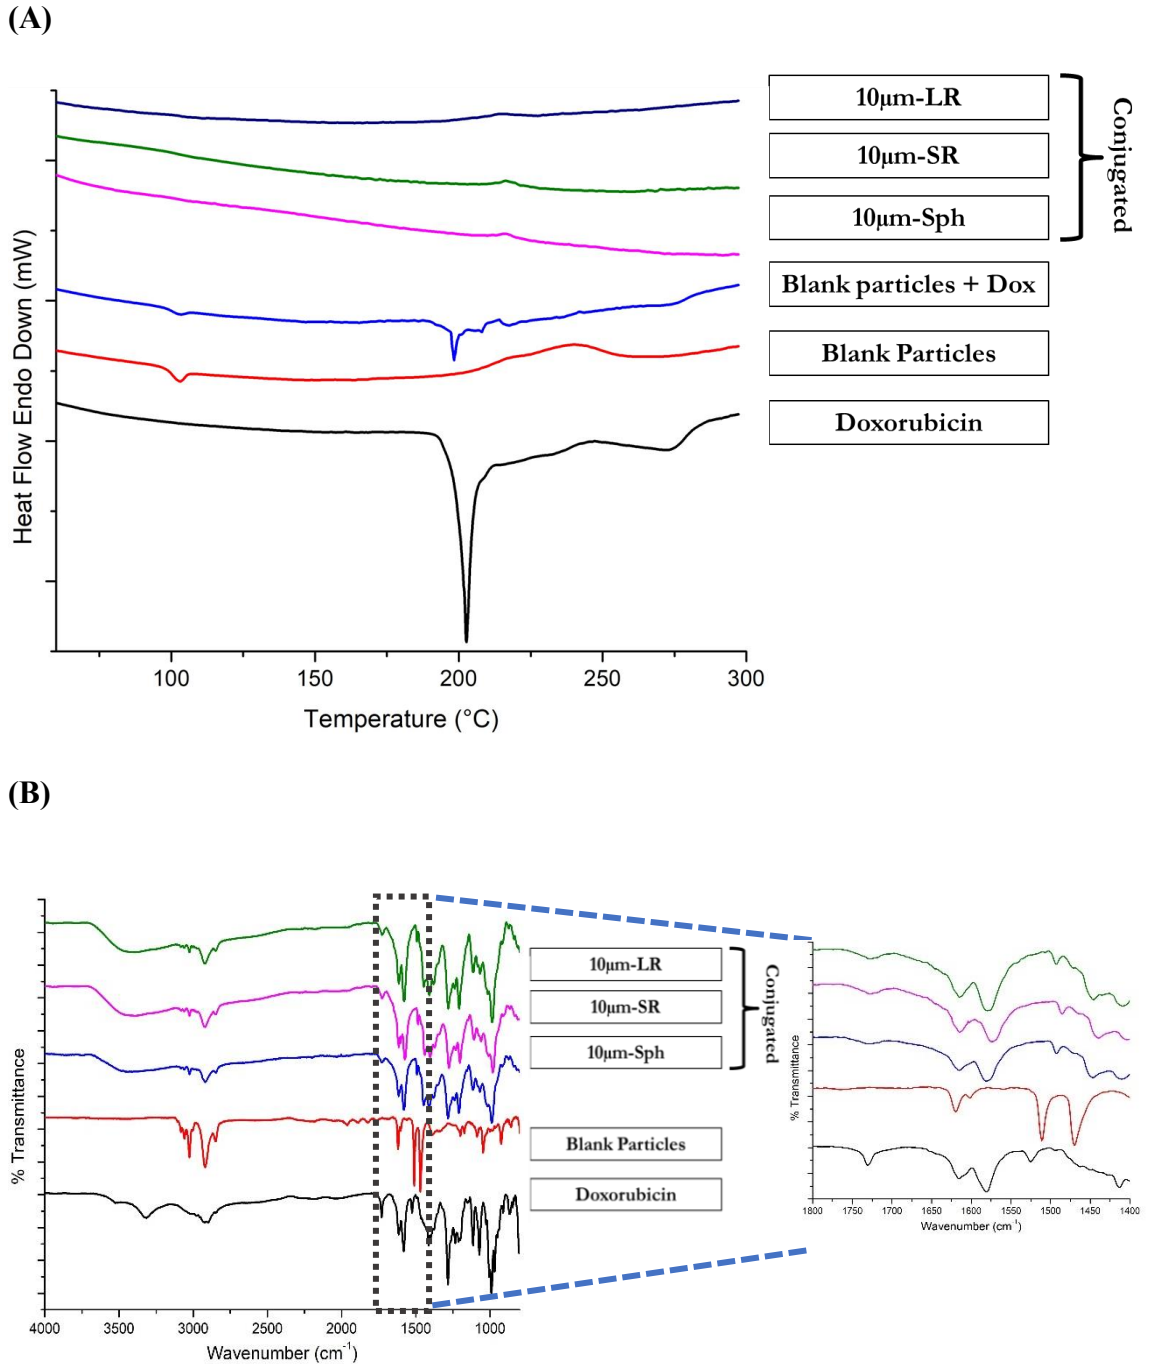 (A)
10μm-LR
10μm-SR
10μm-Sph
Conjugated
Blank particles + Dox
Blank Particles
Doxorubicin
Heat Flow Endo Down (mW)
100 150 200 250 300
Temperature (°C)
(B)
10μm-LR
10μm-SR
10μm-Sph
Conjugated
Blank Particles
Doxorubicin
% Transmittance
4000 3500 3000 2500 2000 1500 1000
Wavenumber (cm-1)
% Transmittance
1800 1750 1700 1650 1600 1550 1500 1450 1400
Wavenumber (cm-1)